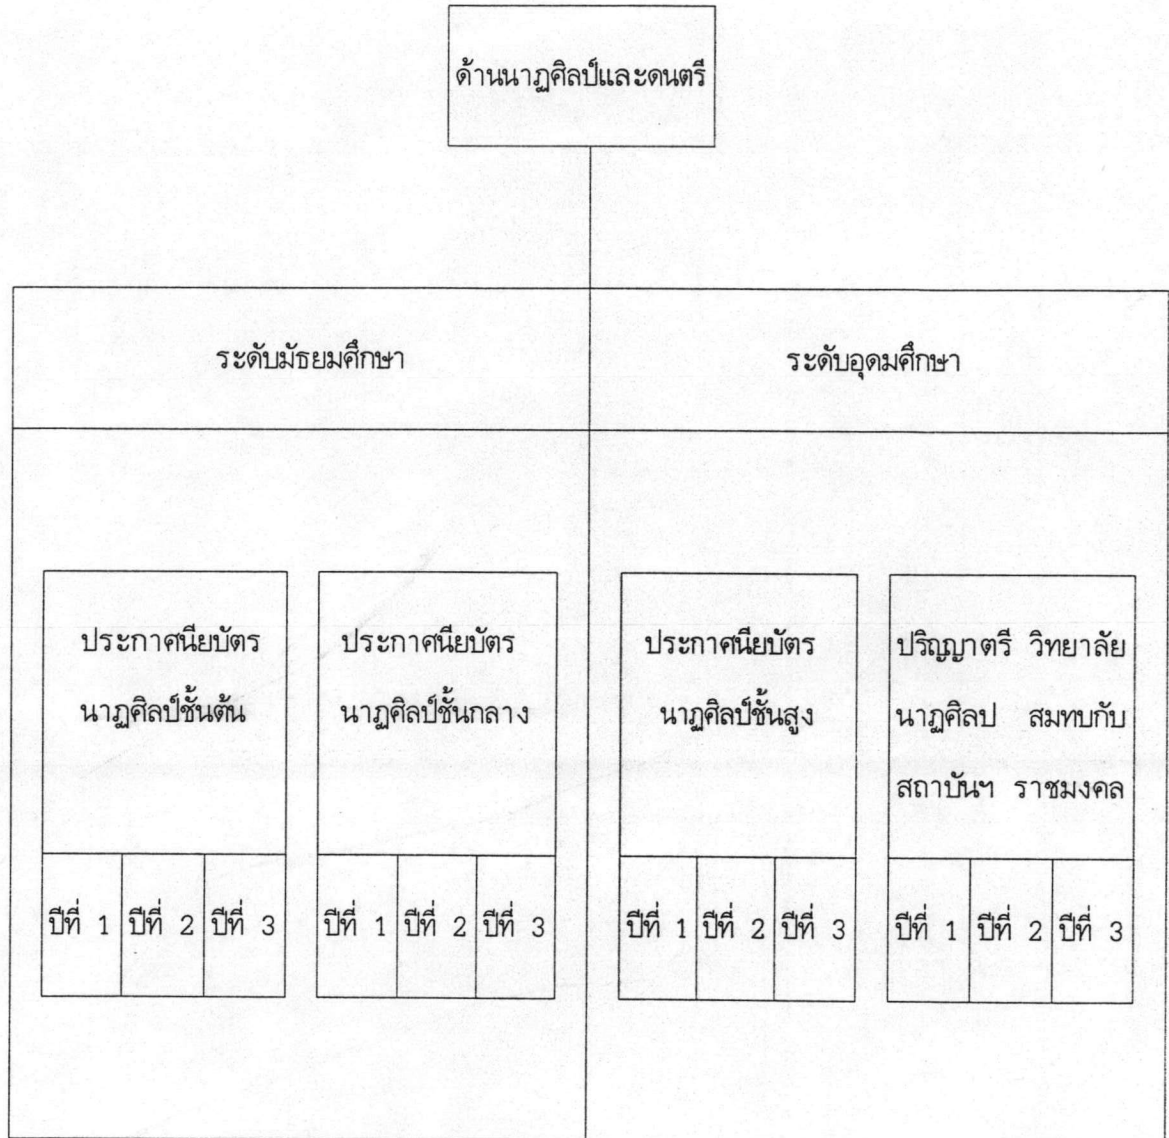 ด้านนาฏศิลป์และดนตรี
ระดับมัธยมศึกษา
ระดับอุดมศึกษา
ประกาศนียบัตร
นาฏศิลป์ชั้นต้น
ปีที่ 1 ปีที่ 2 ปีที่ 3
ประกาศนียบัตร
นาฏศิลป์ชั้นกลาง
ปีที่ 1 ปีที่ 2 ปีที่ 3
ประกาศนียบัตร
นาฏศิลป์ชั้นสูง
ปีที่ 1 ปีที่ 2 ปีที่ 3
ปริญญาตรี วิทยาลัย
นาฏศิลป สมทบกับ
สถาบันฯ ราชมงคล
ปีที่ 1 ปีที่ 2 ปีที่ 3